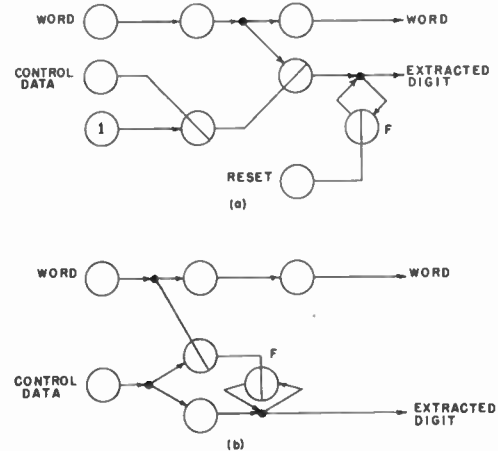 WORD
WORD
CONTROL
DATA
EXTRACTED
DIGIT
1
F
RESET
(a)
WORD
WORD
F
CONTROL
DATA
EXTRACTED
DIGIT
(b)